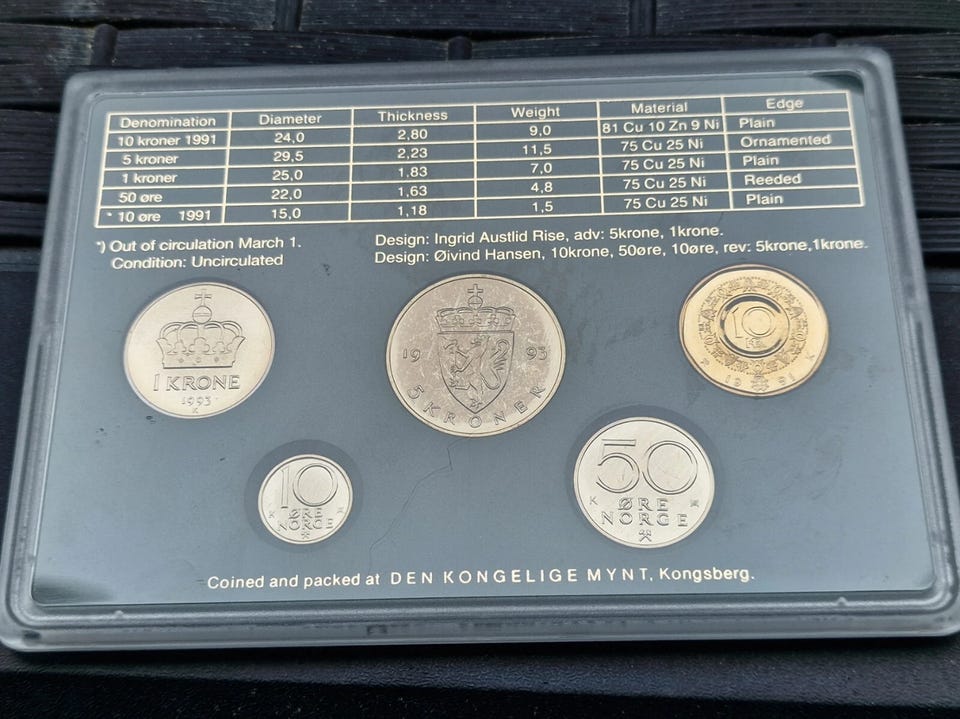 Denomination Diameter Thickness Weight Material Edge
10 kroner 1991 24,0 2,80 9,0 81 Cu 10 Zn 9 Ni Plain
5 kroner 29,5 2,23 11,5 75 Cu 25 Ni Ornamented
1 kroner 25,0 1.83 7,0 75 Cu 25 Ni Plain
50 øre 22,0 1,63 4,8 75 Cu 25 Ni Reeded
* 10 øre 1991 15,0 1,18 1,5 75 Cu 25 Ni Plain
*) Out of circulation March 1.
Condition: Uncirculated
Design: Ingrid Austlid Rise, adv: 5krone, 1krone.
Design: Øivind Hansen, 10krone, 50øre, 10øre, rev: 5krone,1krone.
1 KRONE
1993
K
19 93
5 KRONER
10
KR
1991
K
10
ØRE
NORGE
K
50
ØRE
NORGE
K
Coined and packed at DEN KONGELIGE MYNT, Kongsberg.